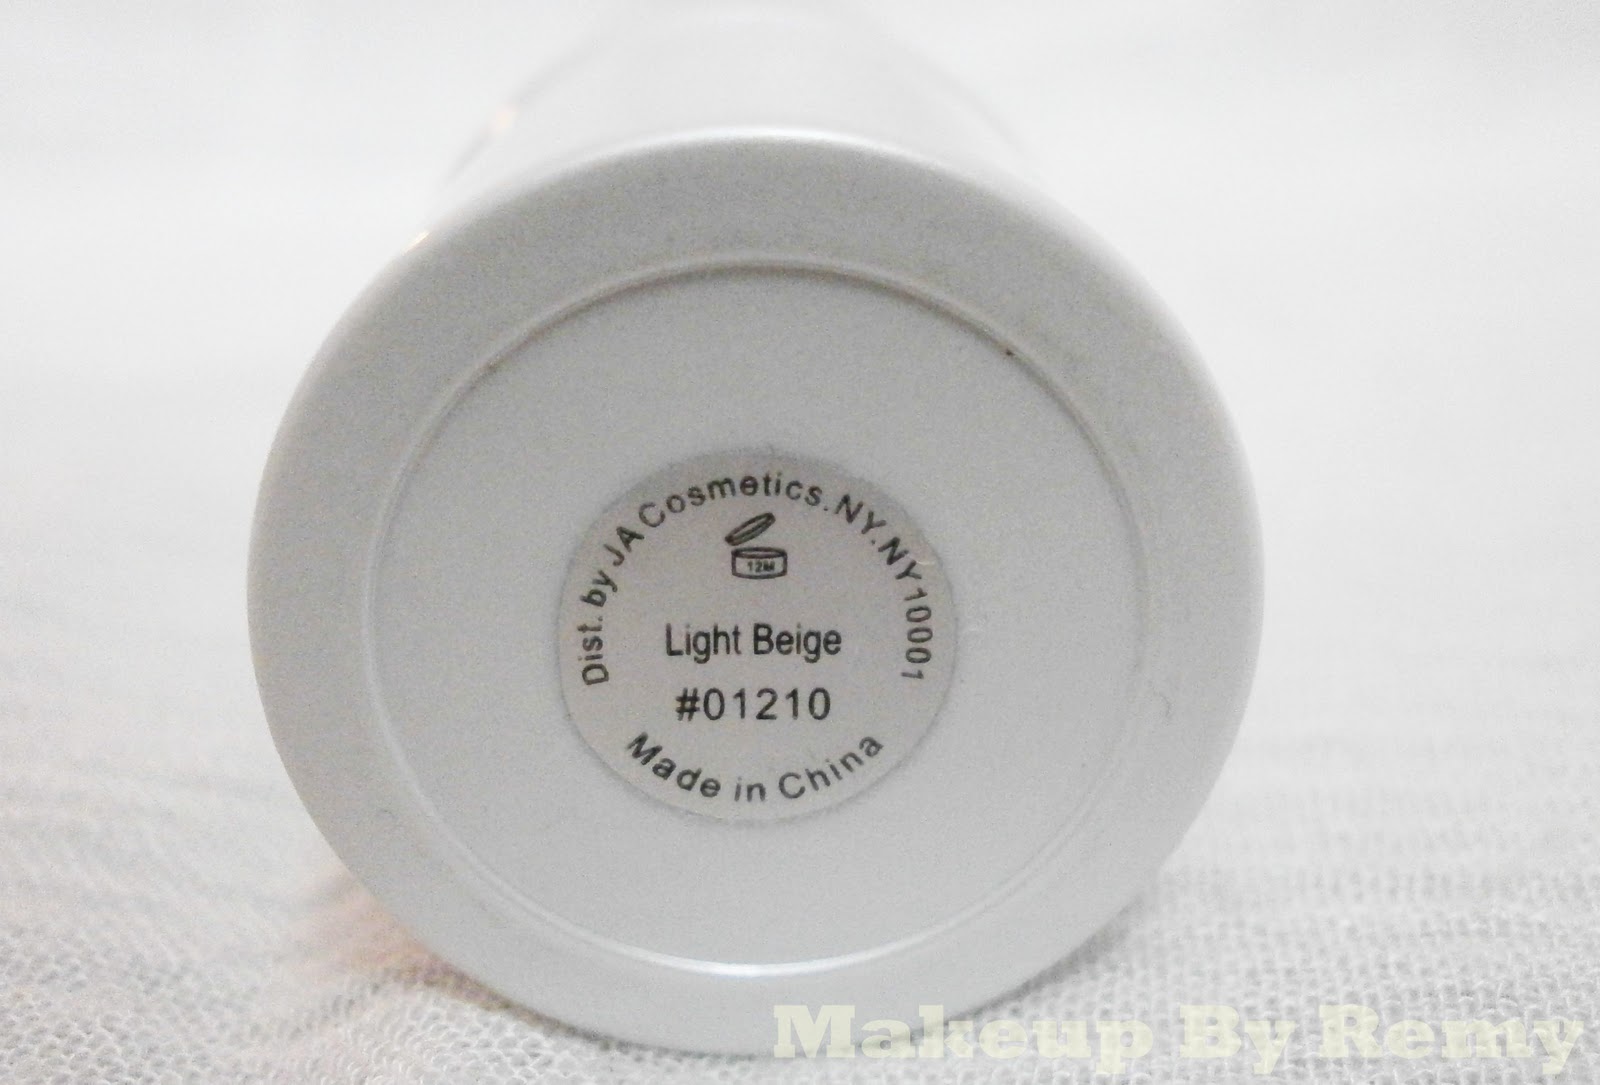 Dist. by JA Cosmetics.NY.NY10001
12M
Light Beige
#01210
Made in China
Makeup By Remy